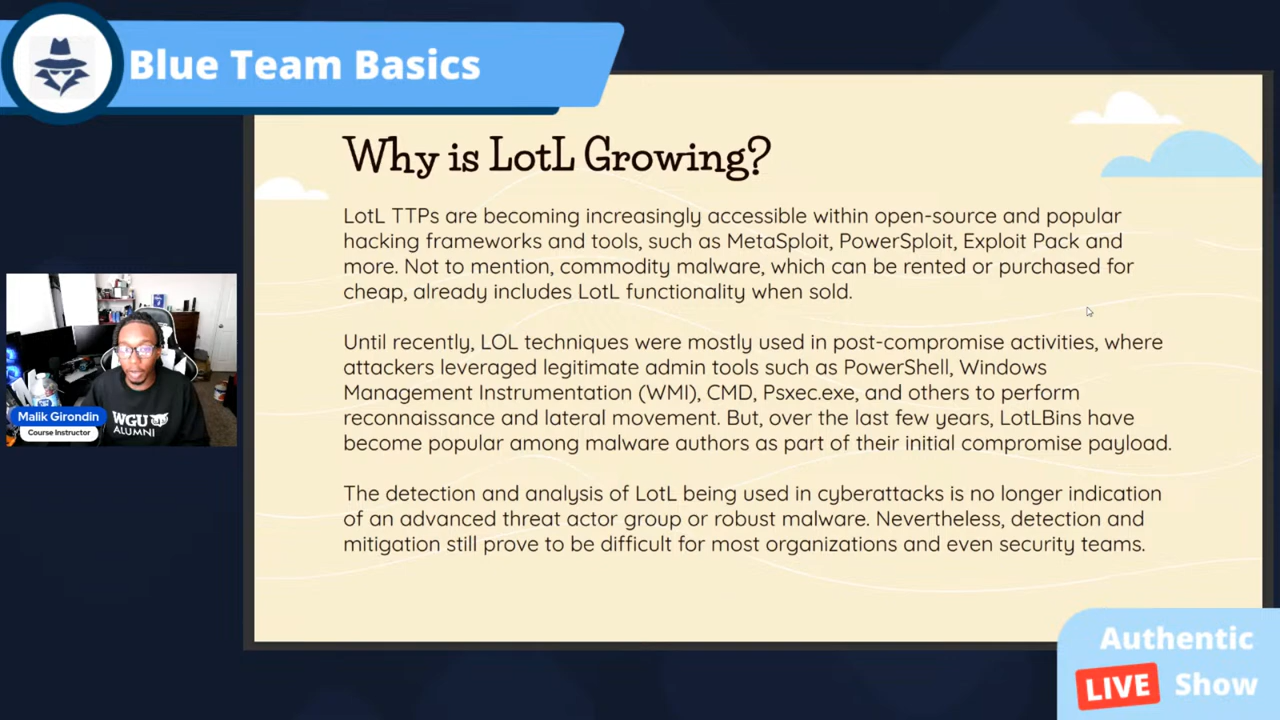 Blue Team Basics
Why is LotL Growing?
LotL TTPs are becoming increasingly accessible within open-source and popular
hacking frameworks and tools, such as MetaSploit, PowerSploit, Exploit Pack and
more. Not to mention, commodity malware, which can be rented or purchased for
cheap, already includes LotL functionality when sold.
Until recently, LOL techniques were mostly used in post-compromise activities, where
attackers leveraged legitimate admin tools such as PowerShell, Windows
Management Instrumentation (WMI), CMD, Psxec.exe, and others to perform
reconnaissance and lateral movement. But, over the last few years, LotLBins have
become popular among malware authors as part of their initial compromise payload.
The detection and analysis of LotL being used in cyberattacks is no longer indication
of an advanced threat actor group or robust malware. Nevertheless, detection and
mitigation still prove to be difficult for most organizations and even security teams.
Malik Girondin
Course Instructor
WGU
ALUMNI
Authentic
LIVE Show